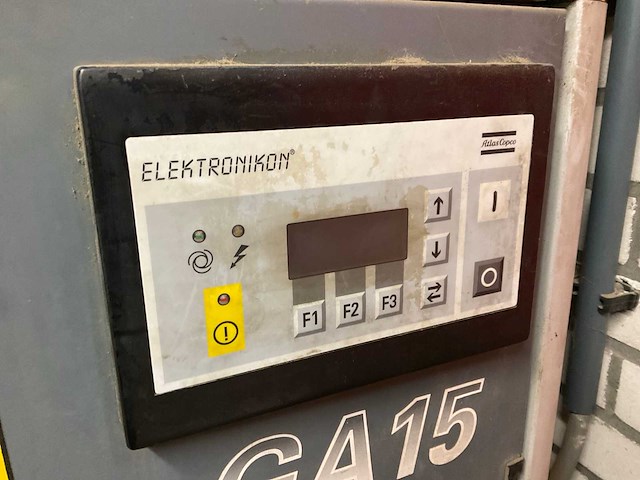 ELEKTRONIKON®
Atlas Copco
I
O
F1 F2 F3
GA15